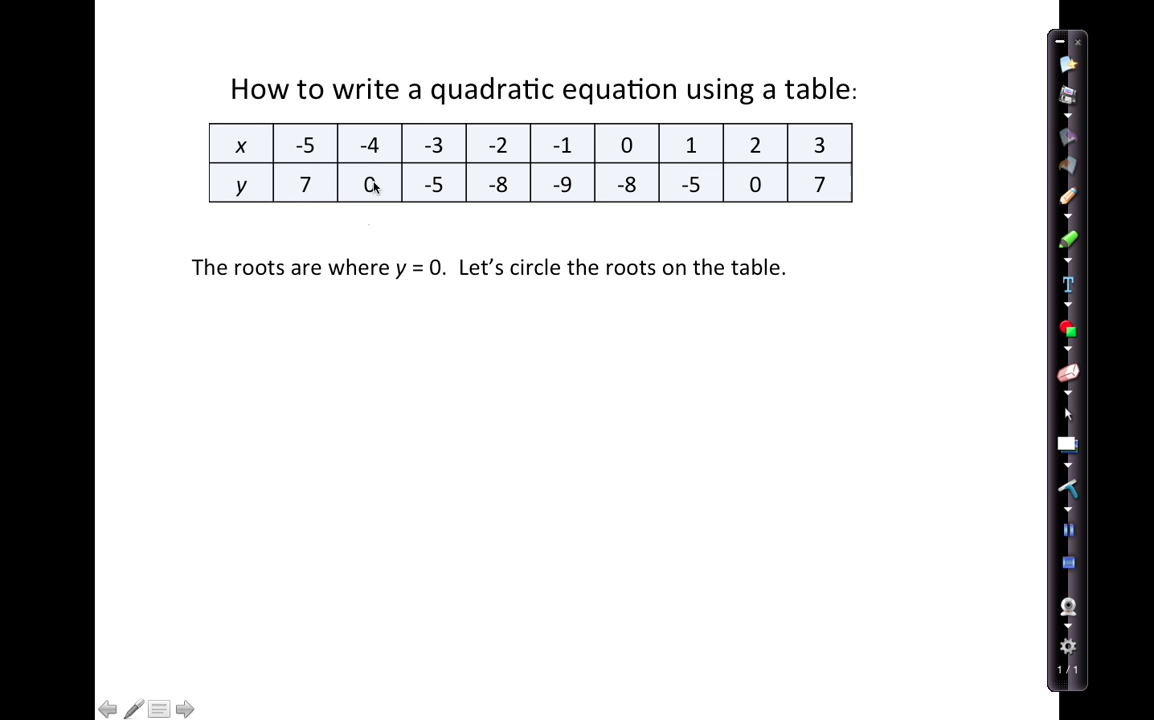 How to write a quadratic equation using a table:
x -5 -4 -3 -2 -1 0 1 2 3
y 7 0 -5 -8 -9 -8 -5 0 7
The roots are where y = 0. Let’s circle the roots on the table.
T
1 / 1